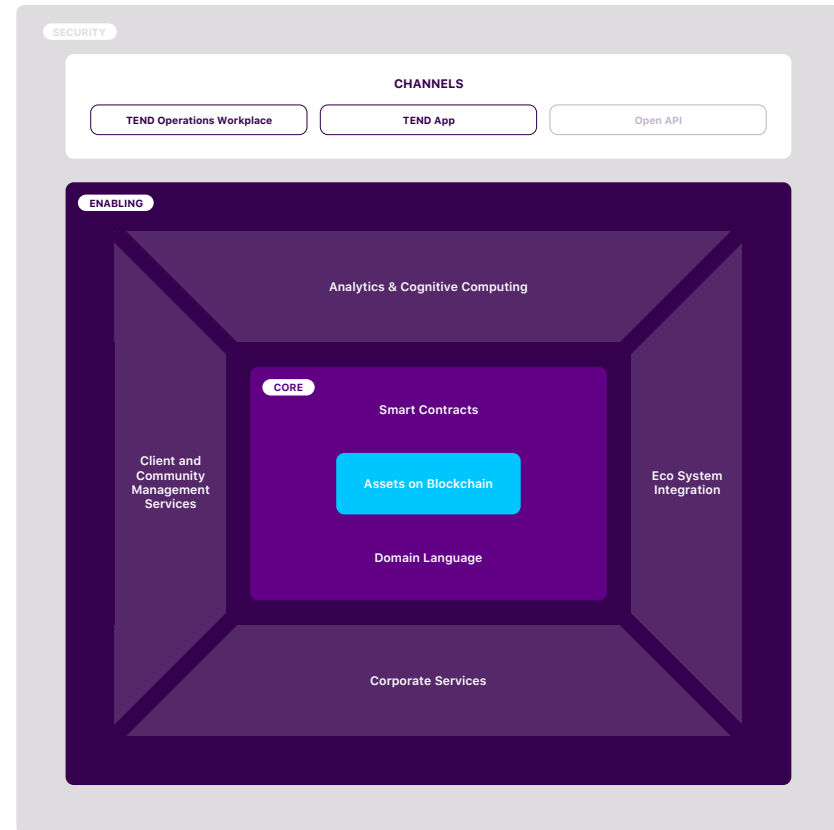 SECURITY
CHANNELS
TEND Operations Workplace
TEND App
Open API
ENABLING
Analytics & Cognitive Computing
CORE
Smart Contracts
Client and
Community
Management
Services
Assets on Blockchain
Eco System
Integration
Domain Language
Corporate Services